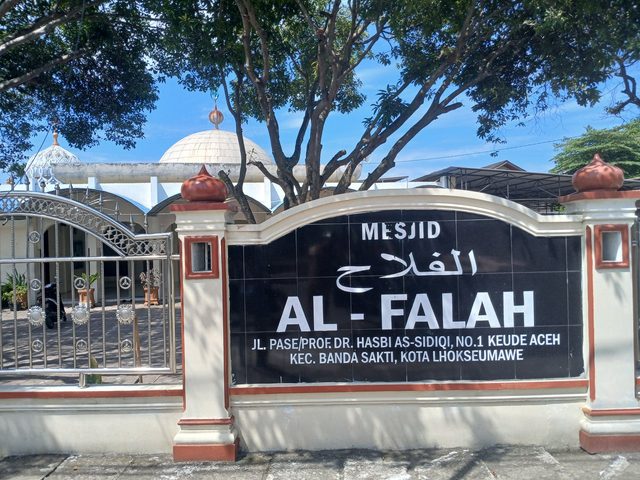 MESJID
الفلاح
AL - FALAH
JL. PASE/PROF. DR. HASBI AS-SIDIQI, NO.1 KEUDE ACEH
KEC. BANDA SAKTI, KOTA LHOKSEUMAWE